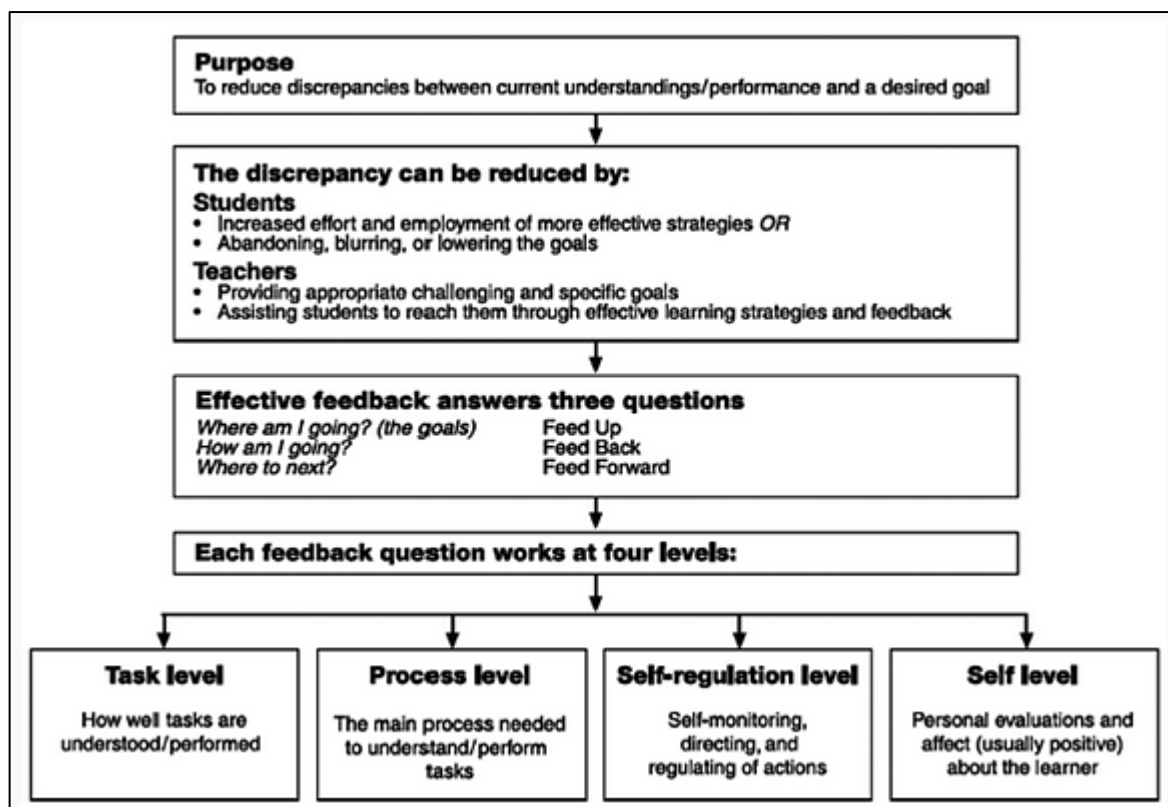 Purpose
To reduce discrepancies between current understandings/performance and a desired goal
The discrepancy can be reduced by:
Students
• Increased effort and employment of more effective strategies OR
• Abandoning, blurring, or lowering the goals
Teachers
• Providing appropriate challenging and specific goals
• Assisting students to reach them through effective learning strategies and feedback
Effective feedback answers three questions
Where am I going? (the goals) Feed Up
How am I going? Feed Back
Where to next? Feed Forward
Each feedback question works at four levels:
Task level
How well tasks are
understood/performed
Process level
The main process needed
to understand/perform
tasks
Self-regulation level
Self-monitoring,
directing, and
regulating of actions
Self level
Personal evaluations and
affect (usually positive)
about the learner